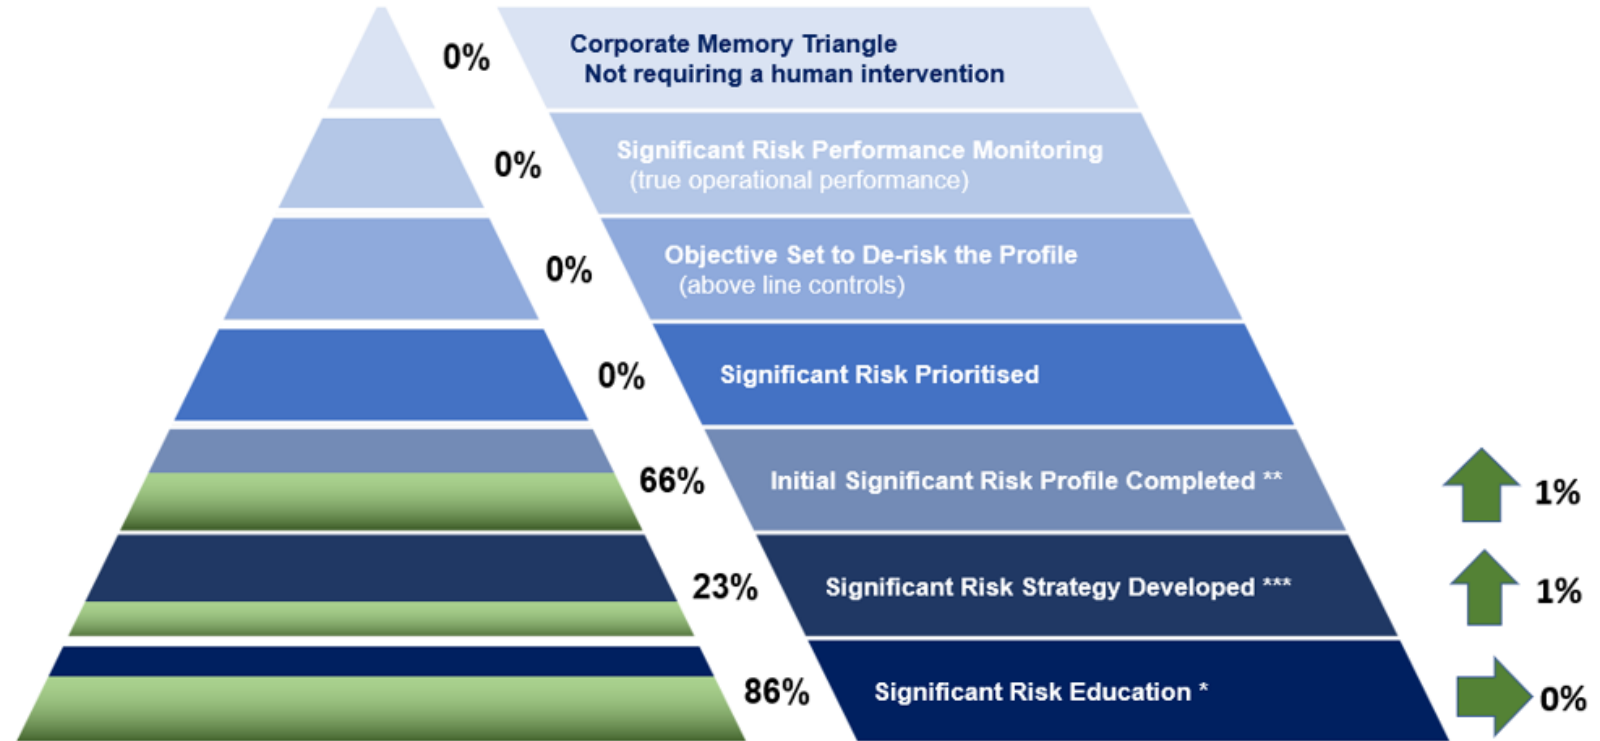 0%
Corporate Memory Triangle
Not requiring a human intervention
0%
Significant Risk Performance Monitoring
(true operational performance)
0%
Objective Set to De-risk the Profile
(above line controls)
0%
Significant Risk Prioritised
66%
Initial Significant Risk Profile Completed **
1%
23%
Significant Risk Strategy Developed ***
1%
86%
Significant Risk Education *
0%